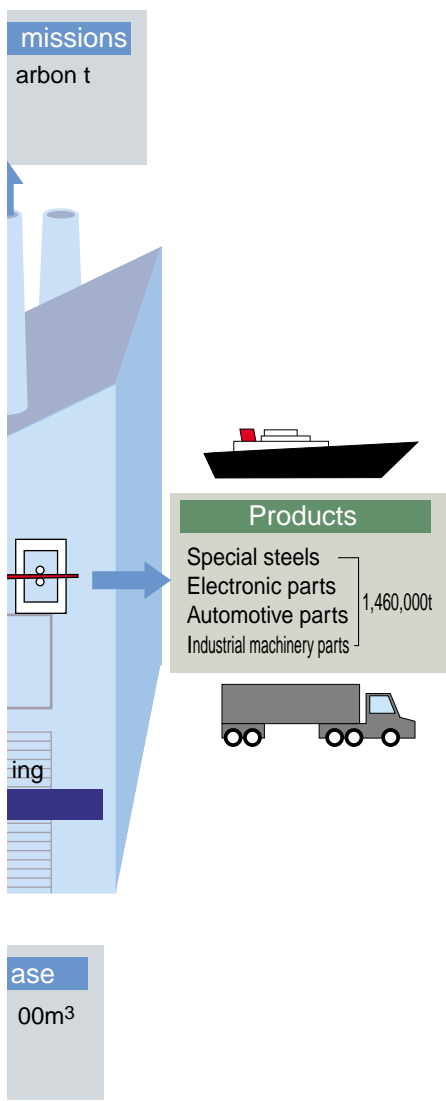 missions
arbon t
Products
Special steels
Electronic parts
Automotive parts
Industrial machinery parts
1,460,000t
ing
ase
00m³